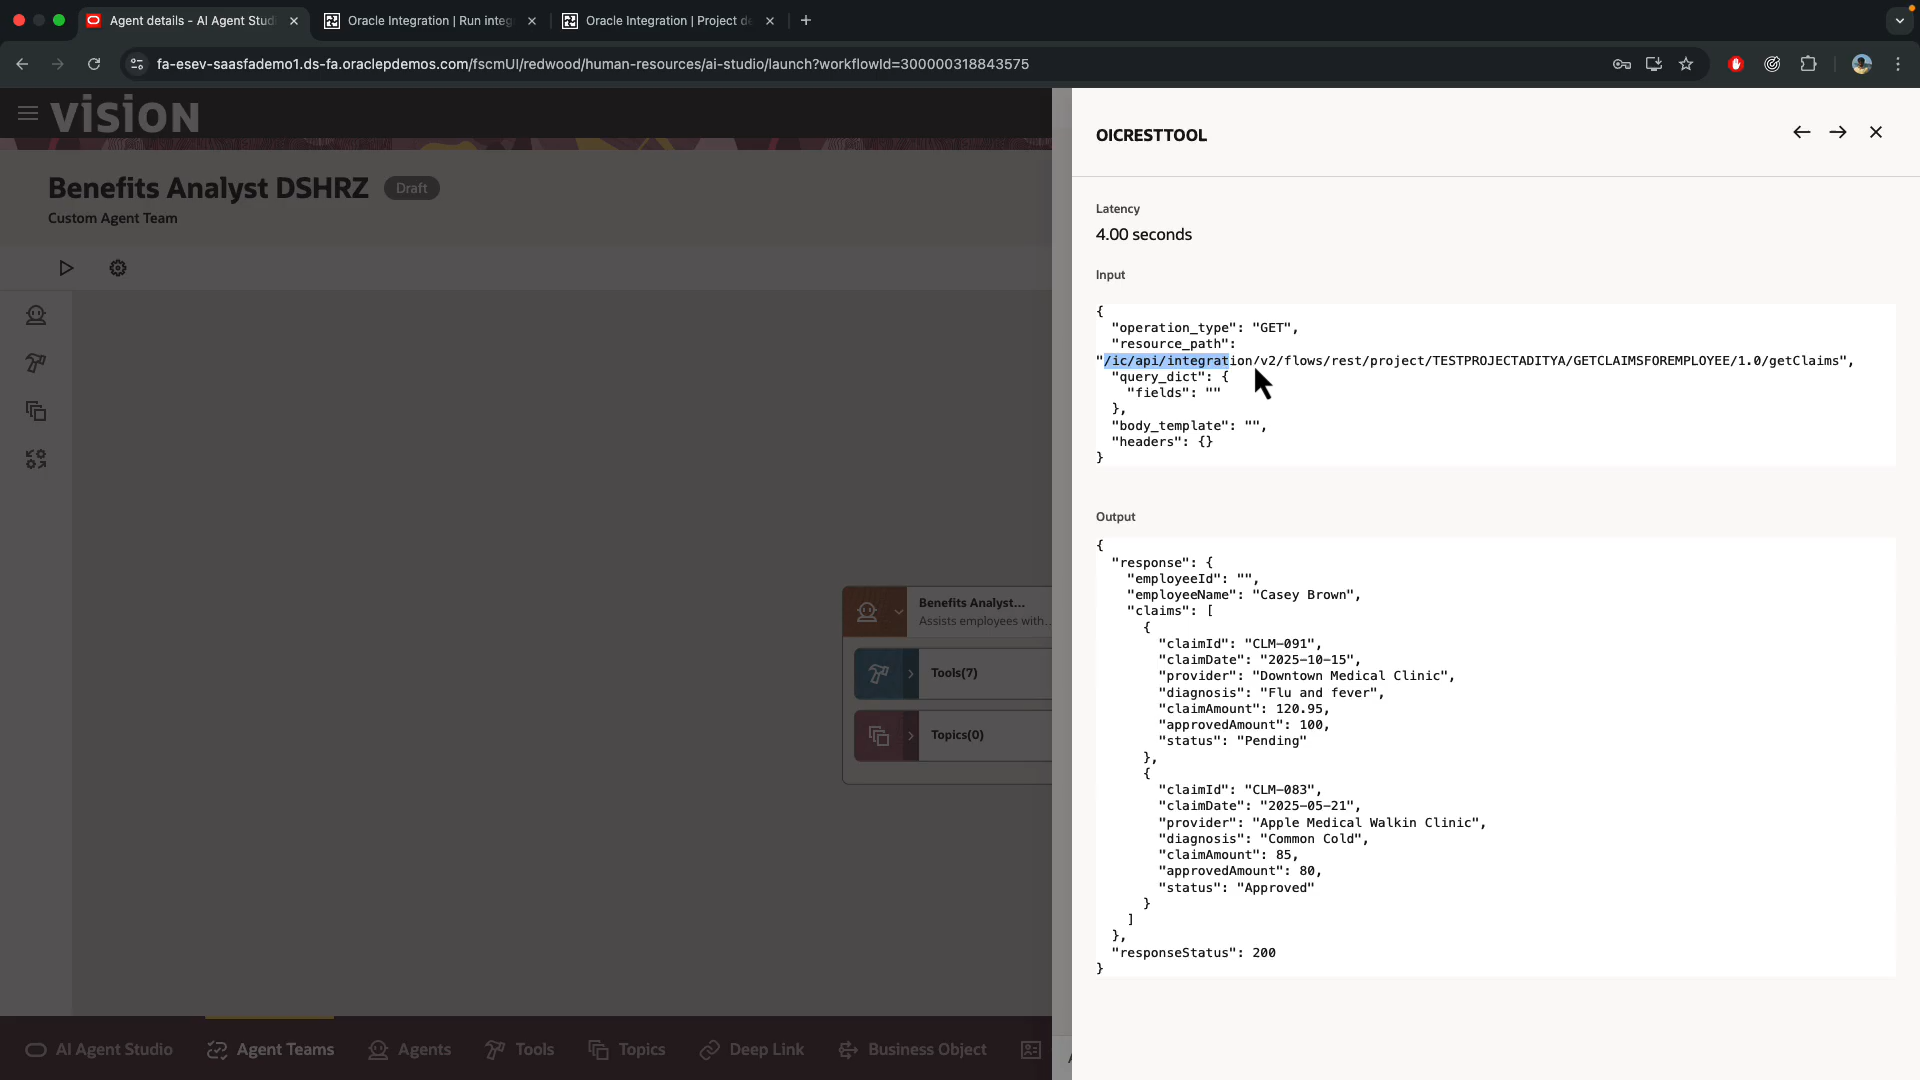 Agent details - AI Agent Stud
Oracle Integration | Run integ
Oracle Integration | Project de
fa-esev-saasfademo1.ds-fa.oraclepdemos.com/fscmUI/redwood/human-resources/ai-studio/launch?workflowId=300000318843575
vision
Benefits Analyst DSHRZ
Draft
Custom Agent Team
Benefits Analyst...
Assists employees with...
Tools(7)
Topics(0)
AI Agent Studio
Agent Teams
Agents
Tools
Topics
Deep Link
Business Object
OICRESTTOOL
Latency
4.00 seconds
Input
{
"operation_type": "GET",
"resource_path":
"/ic/api/integration/v2/flows/rest/project/TESTPROJECTADITYA/GETCLAIMSFOREMPLOYEE/1.0/getClaims",
"query_dict": {
"fields": ""
},
"body_template": "",
"headers": {}
}
Output
{
"response": {
"employeeId": "",
"employeeName": "Casey Brown",
"claims": [
{
"claimId": "CLM-091",
"claimDate": "2025-10-15",
"provider": "Downtown Medical Clinic",
"diagnosis": "Flu and fever",
"claimAmount": 120.95,
"approvedAmount": 100,
"status": "Pending"
},
{
"claimId": "CLM-083",
"claimDate": "2025-05-21",
"provider": "Apple Medical Walkin Clinic",
"diagnosis": "Common Cold",
"claimAmount": 85,
"approvedAmount": 80,
"status": "Approved"
}
]
},
"responseStatus": 200
}